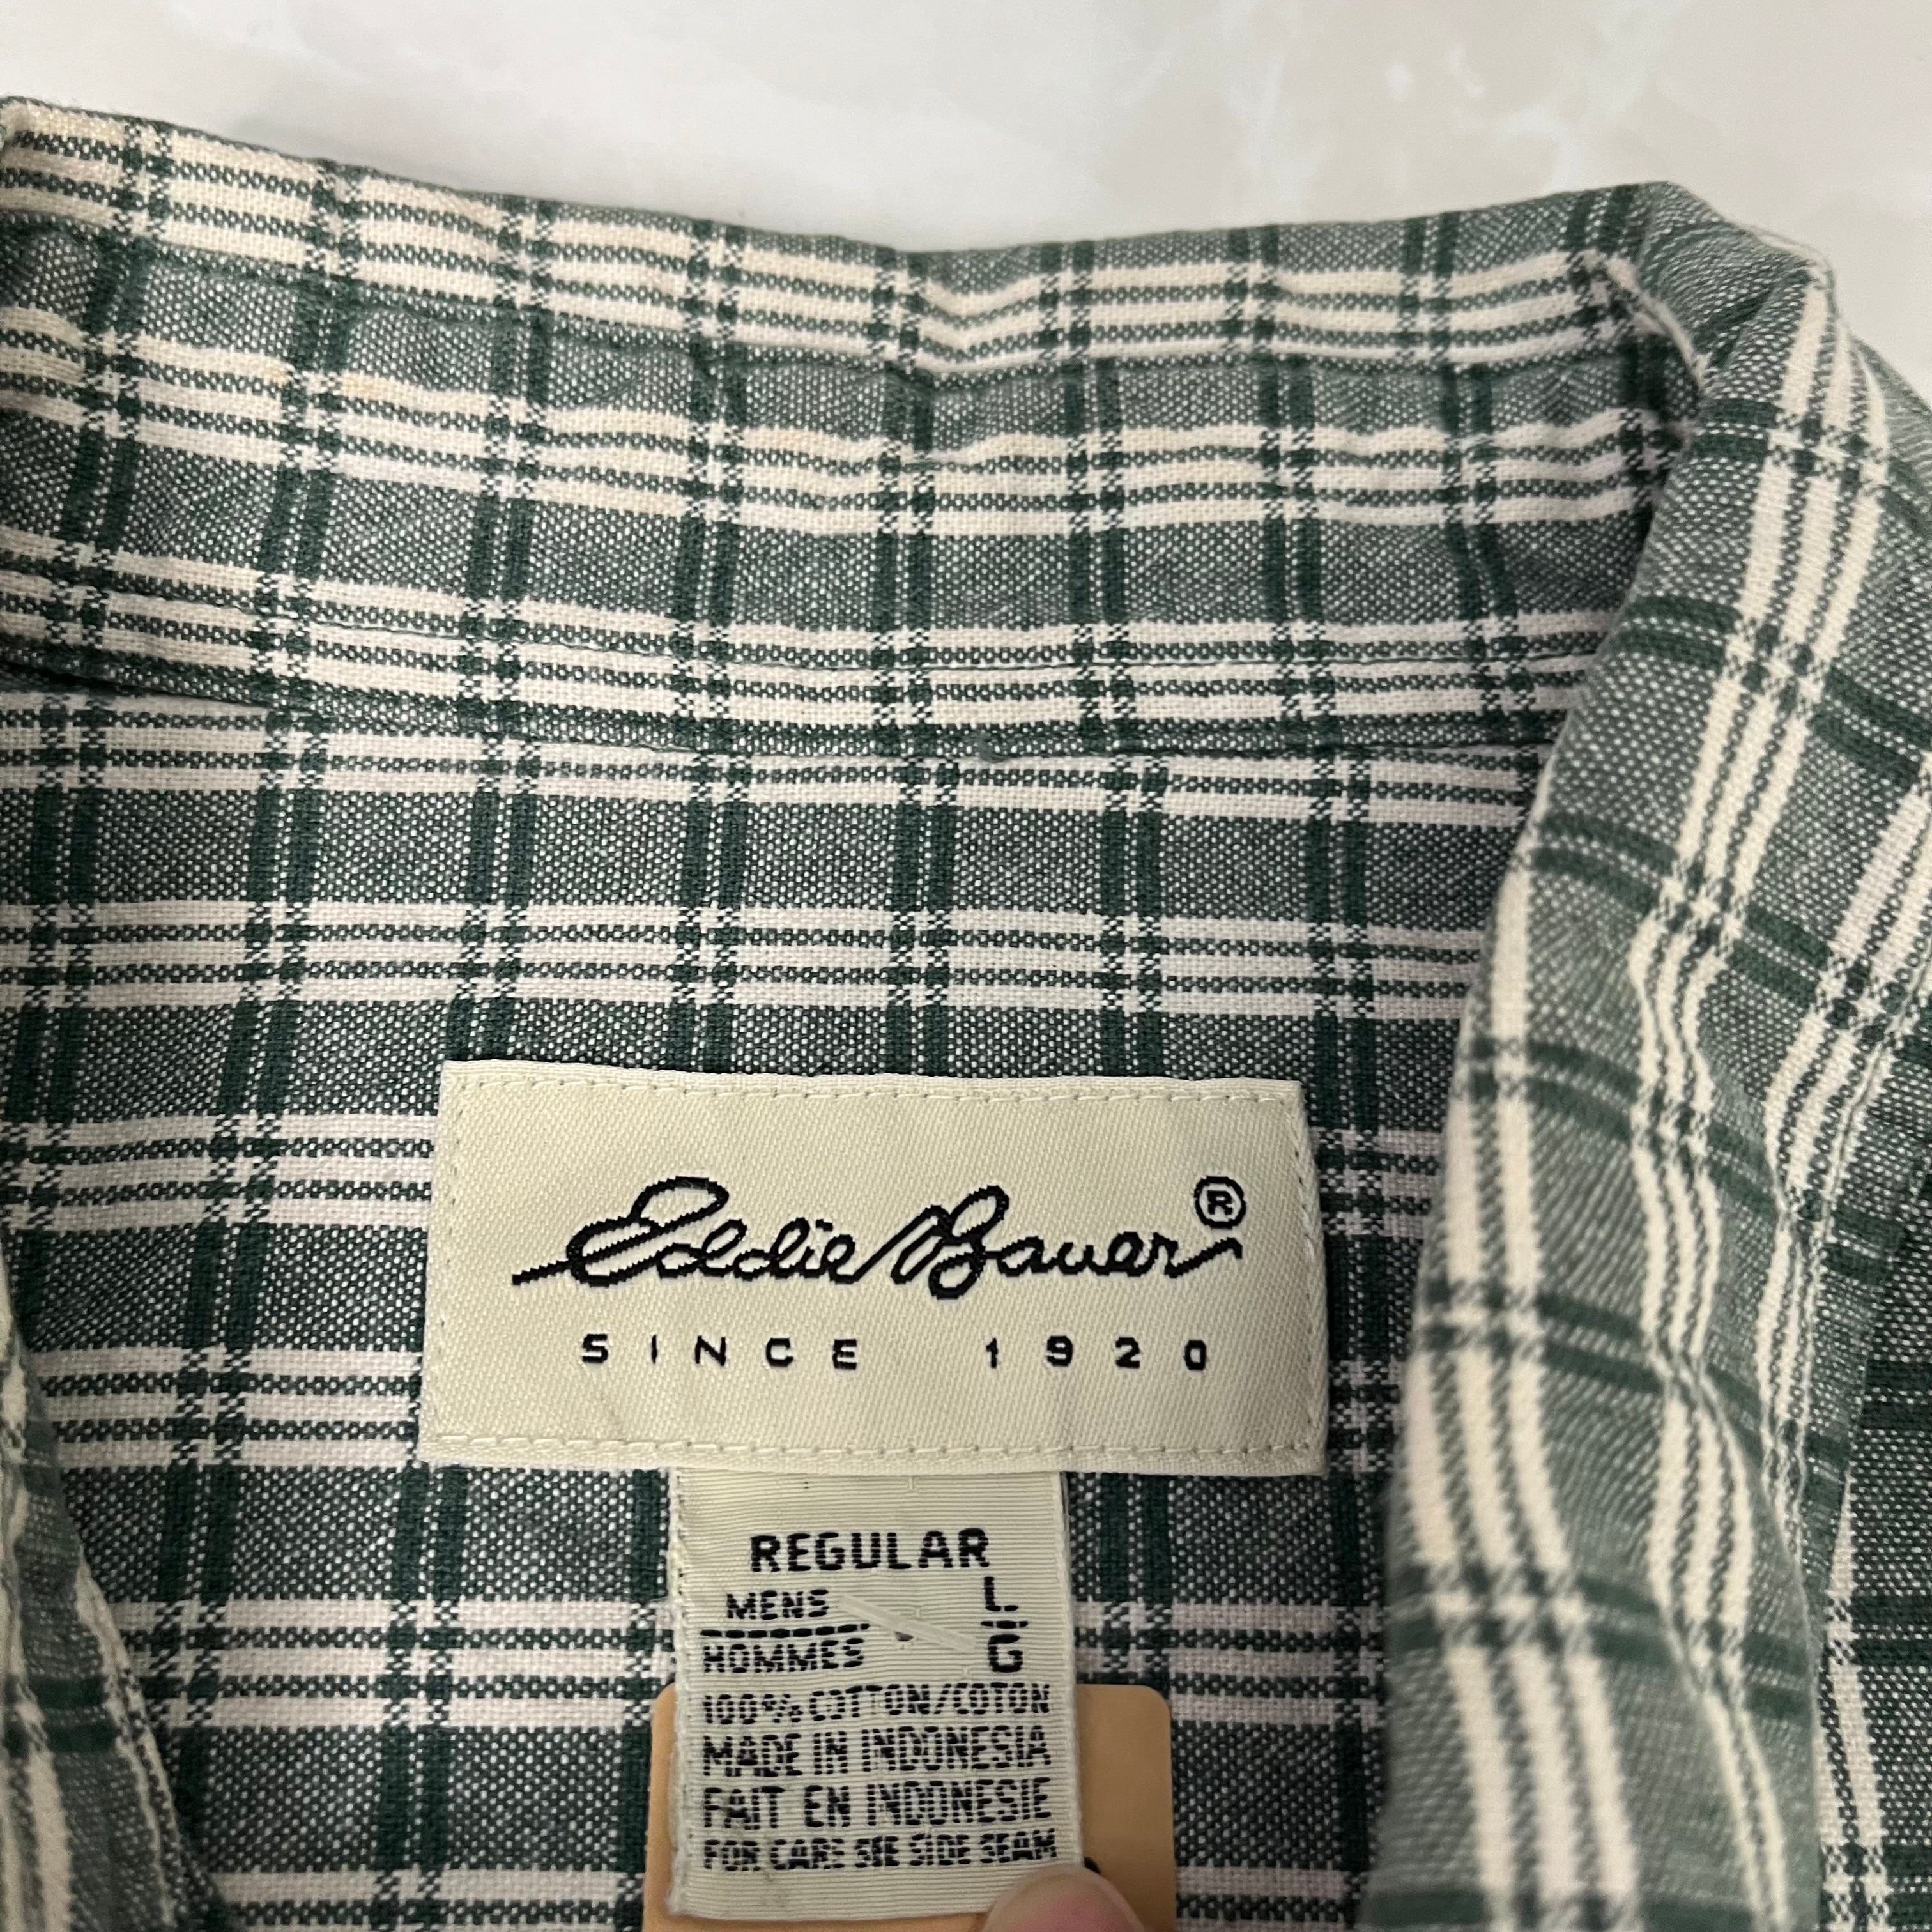 Eddie Bauer®
SINCE 1920
REGULAR
MENS L
HOMMES G
100% COTTON/COTON
MADE IN INDONESIA
FAIT EN INDONESIE
FOR CARE SEE SIDE SEAM